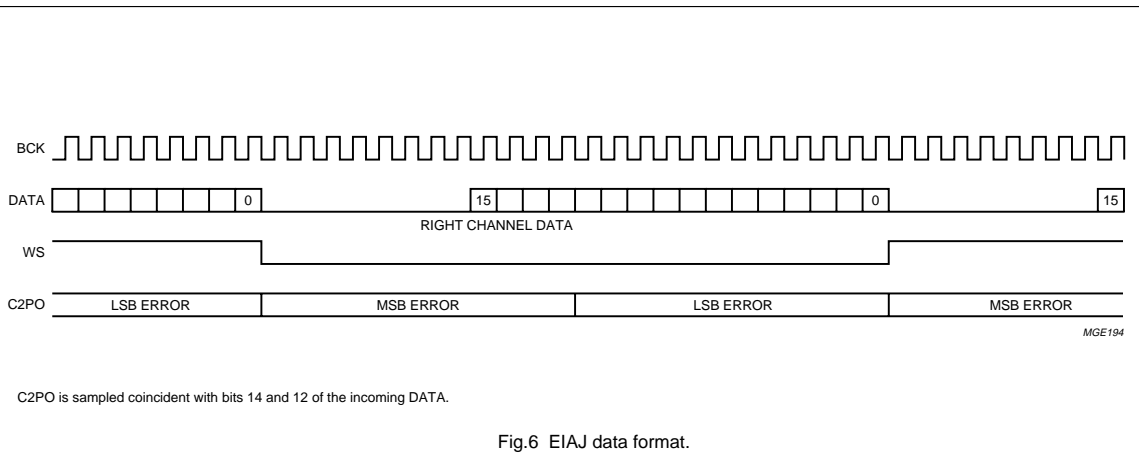 BCK
DATA 0 15 0 15
RIGHT CHANNEL DATA
WS
C2PO LSB ERROR MSB ERROR LSB ERROR MSB ERROR
MGE194
C2PO is sampled coincident with bits 14 and 12 of the incoming DATA.
Fig.6 EIAJ data format.